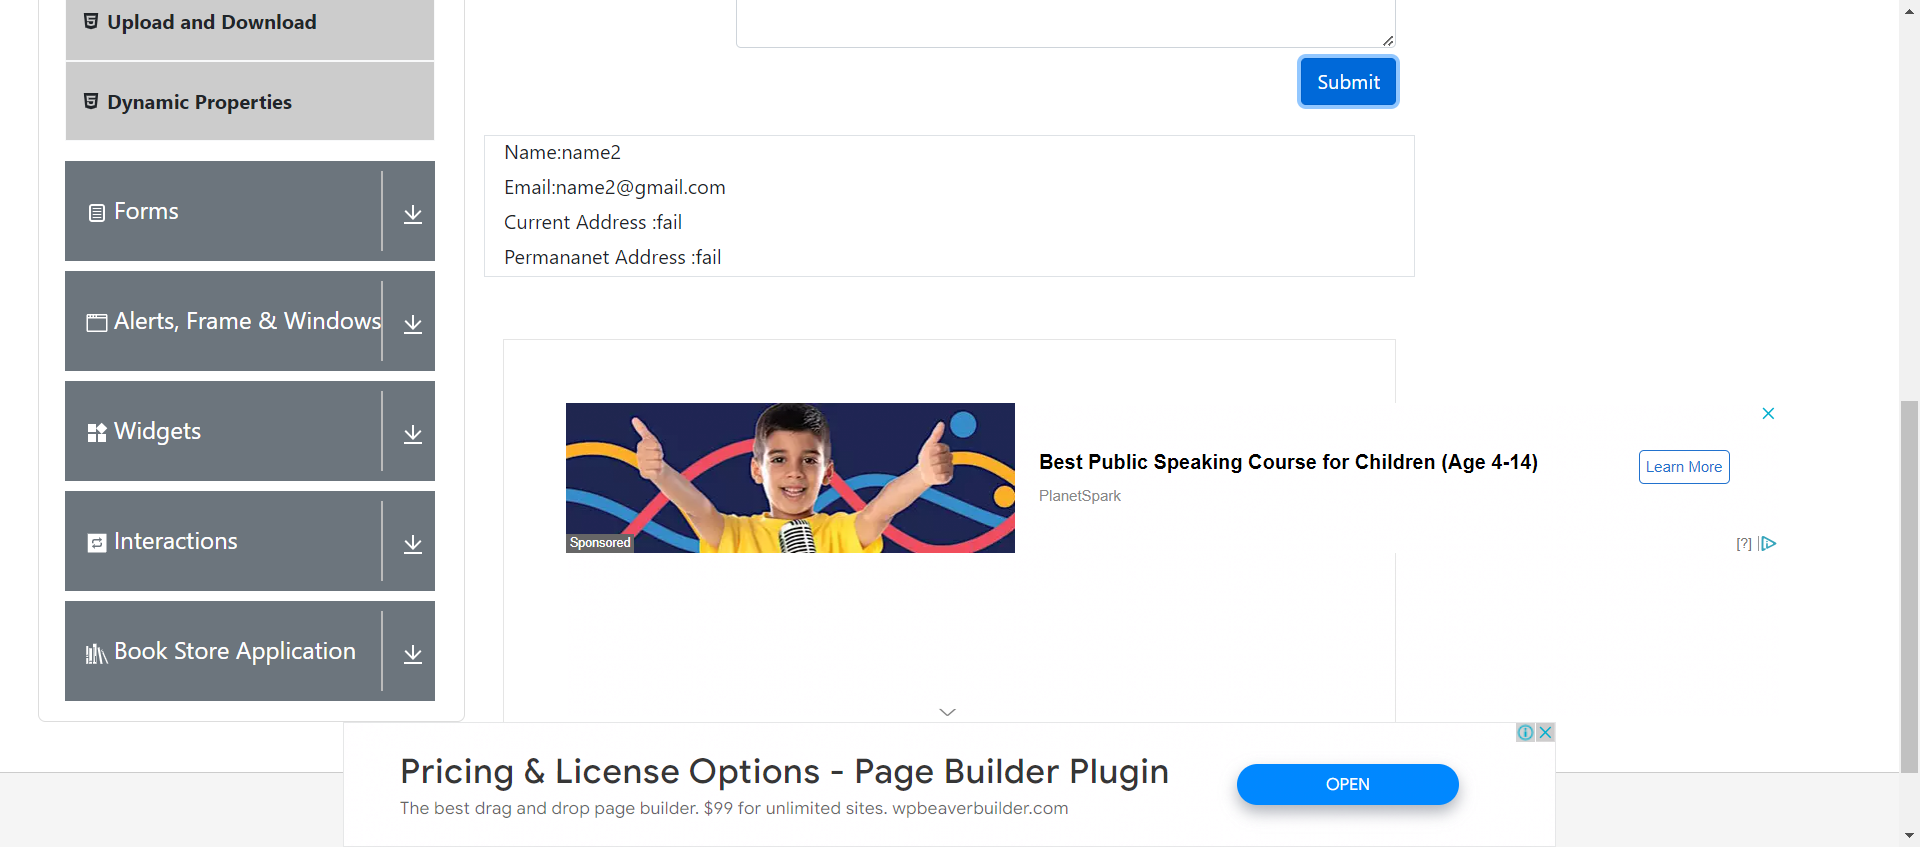 Upload and Download
Dynamic Properties
Forms
Alerts, Frame & Windows
Widgets
Interactions
Book Store Application
Submit
Name:name2
Email:name2@gmail.com
Current Address :fail
Permananet Address :fail
Sponsored
Best Public Speaking Course for Children (Age 4-14)
PlanetSpark
Learn More
[?]
Pricing & License Options - Page Builder Plugin
The best drag and drop page builder. $99 for unlimited sites. wpbeaverbuilder.com
OPEN